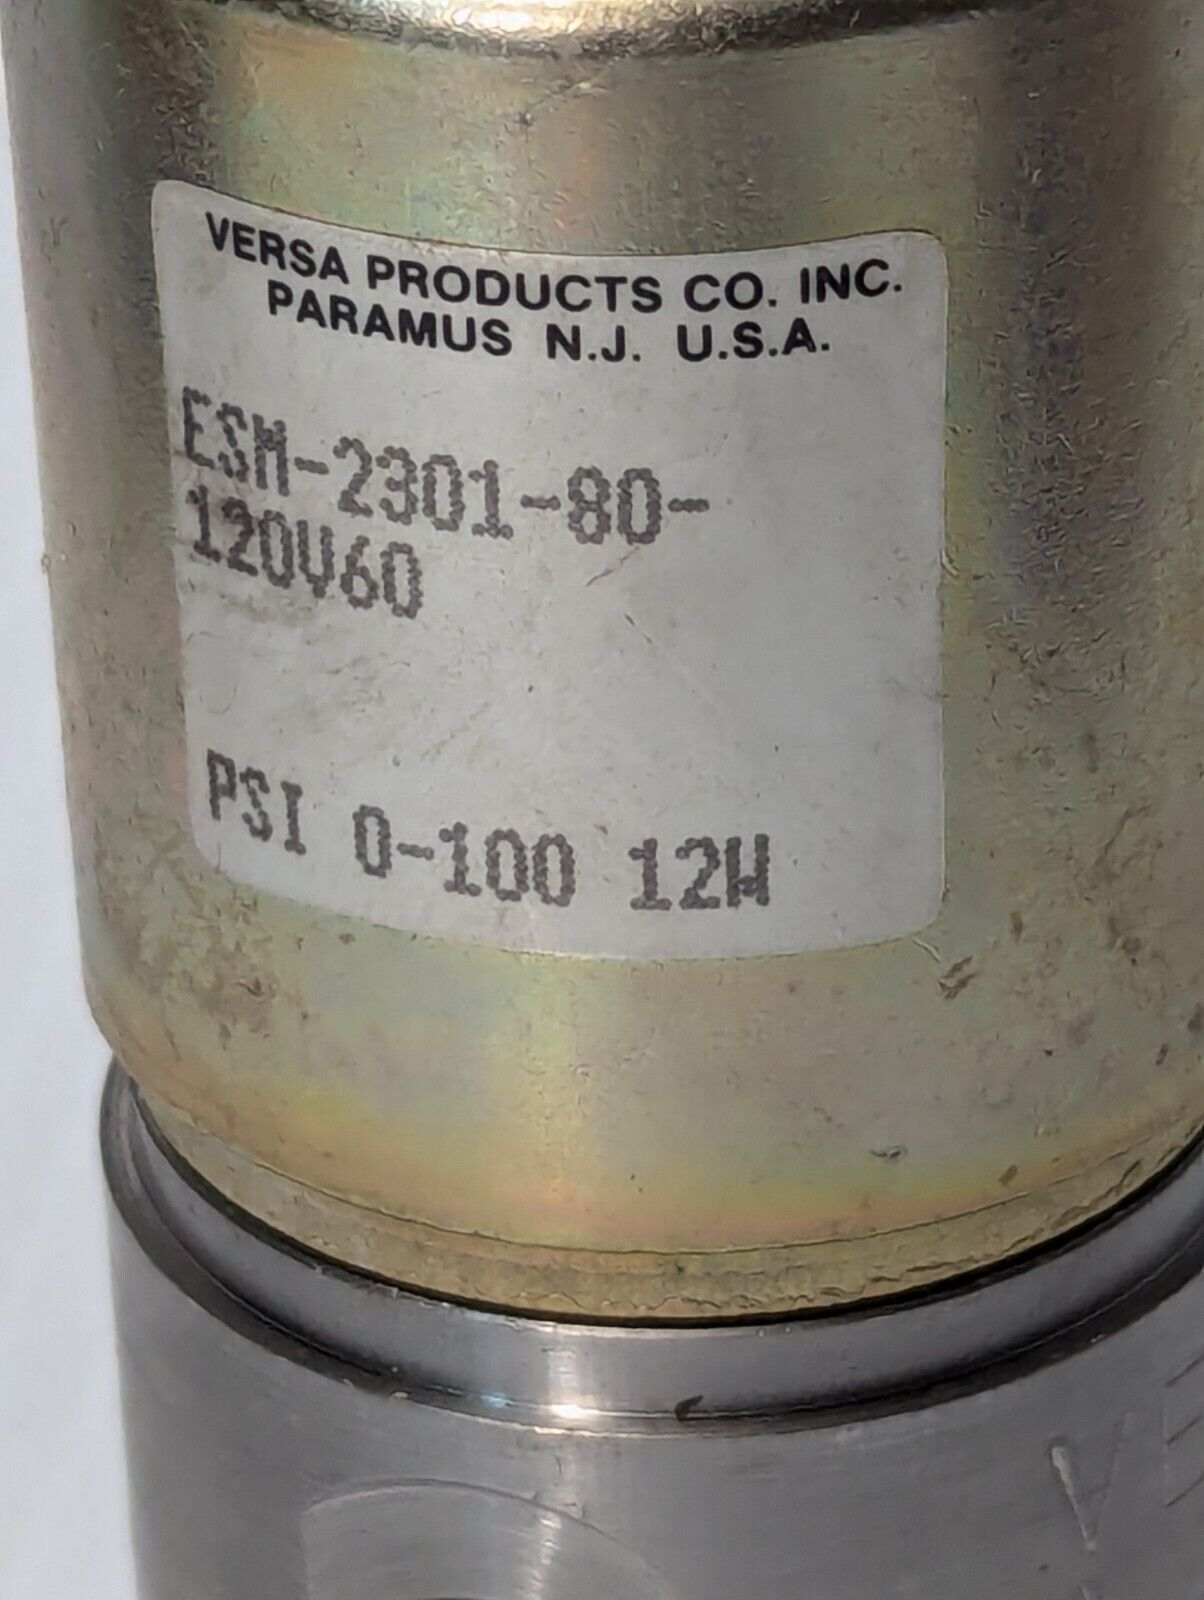 VERSA PRODUCTS CO. INC.
PARAMUS N.J. U.S.A.
ESM-2301-80-
120V60
PSI 0-100 12W